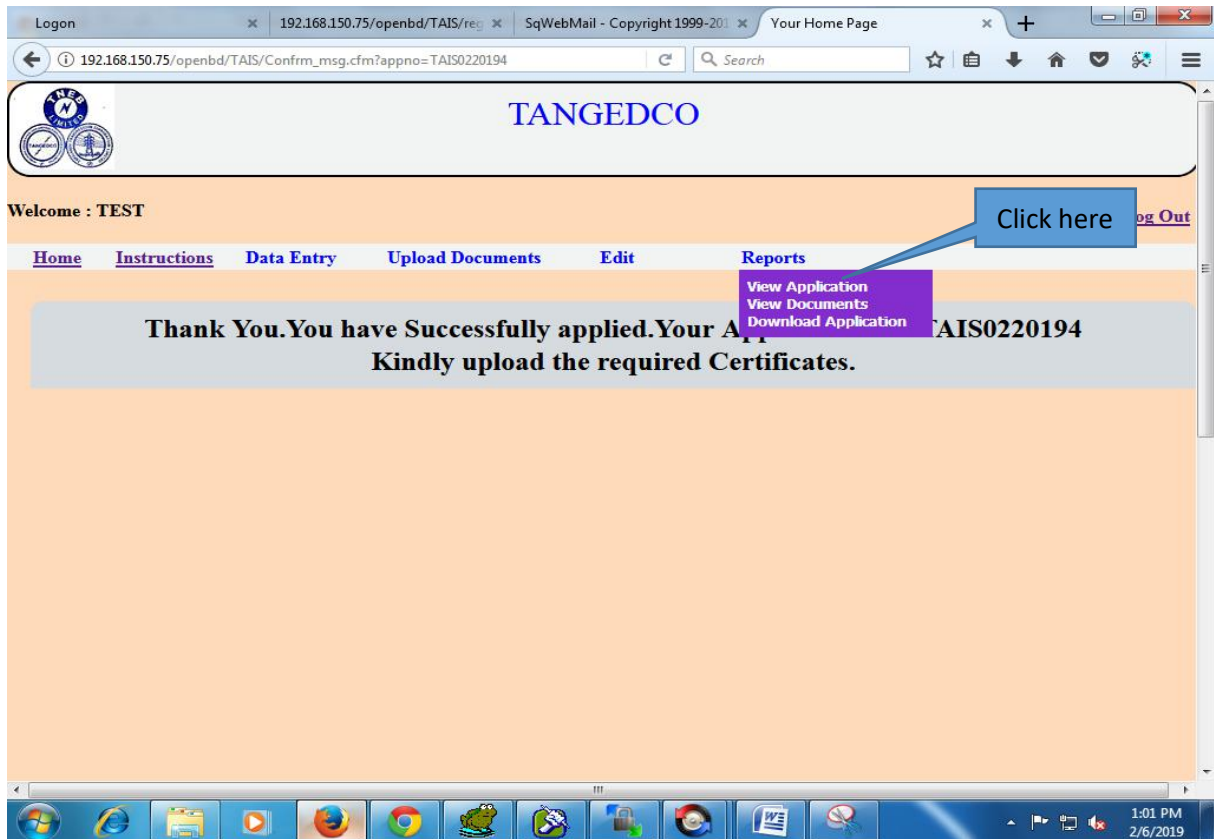 Logon
192.168.150.75/openbd/TAIS/reg
SqWebMail - Copyright 1999-201
Your Home Page
192.168.150.75/openbd/TAIS/Confrm_msg.cfm?appno=TAIS0220194
Search
TNEB
LIMITED
TANGEDCO
TANGEDCO
Welcome : TEST
Click here
og Out
Home Instructions Data Entry Upload Documents Edit Reports
View Application
View Documents
Download Application
Thank You.You have Successfully applied.Your A TAIS0220194
Kindly upload the required Certificates.
1:01 PM
2/6/2019